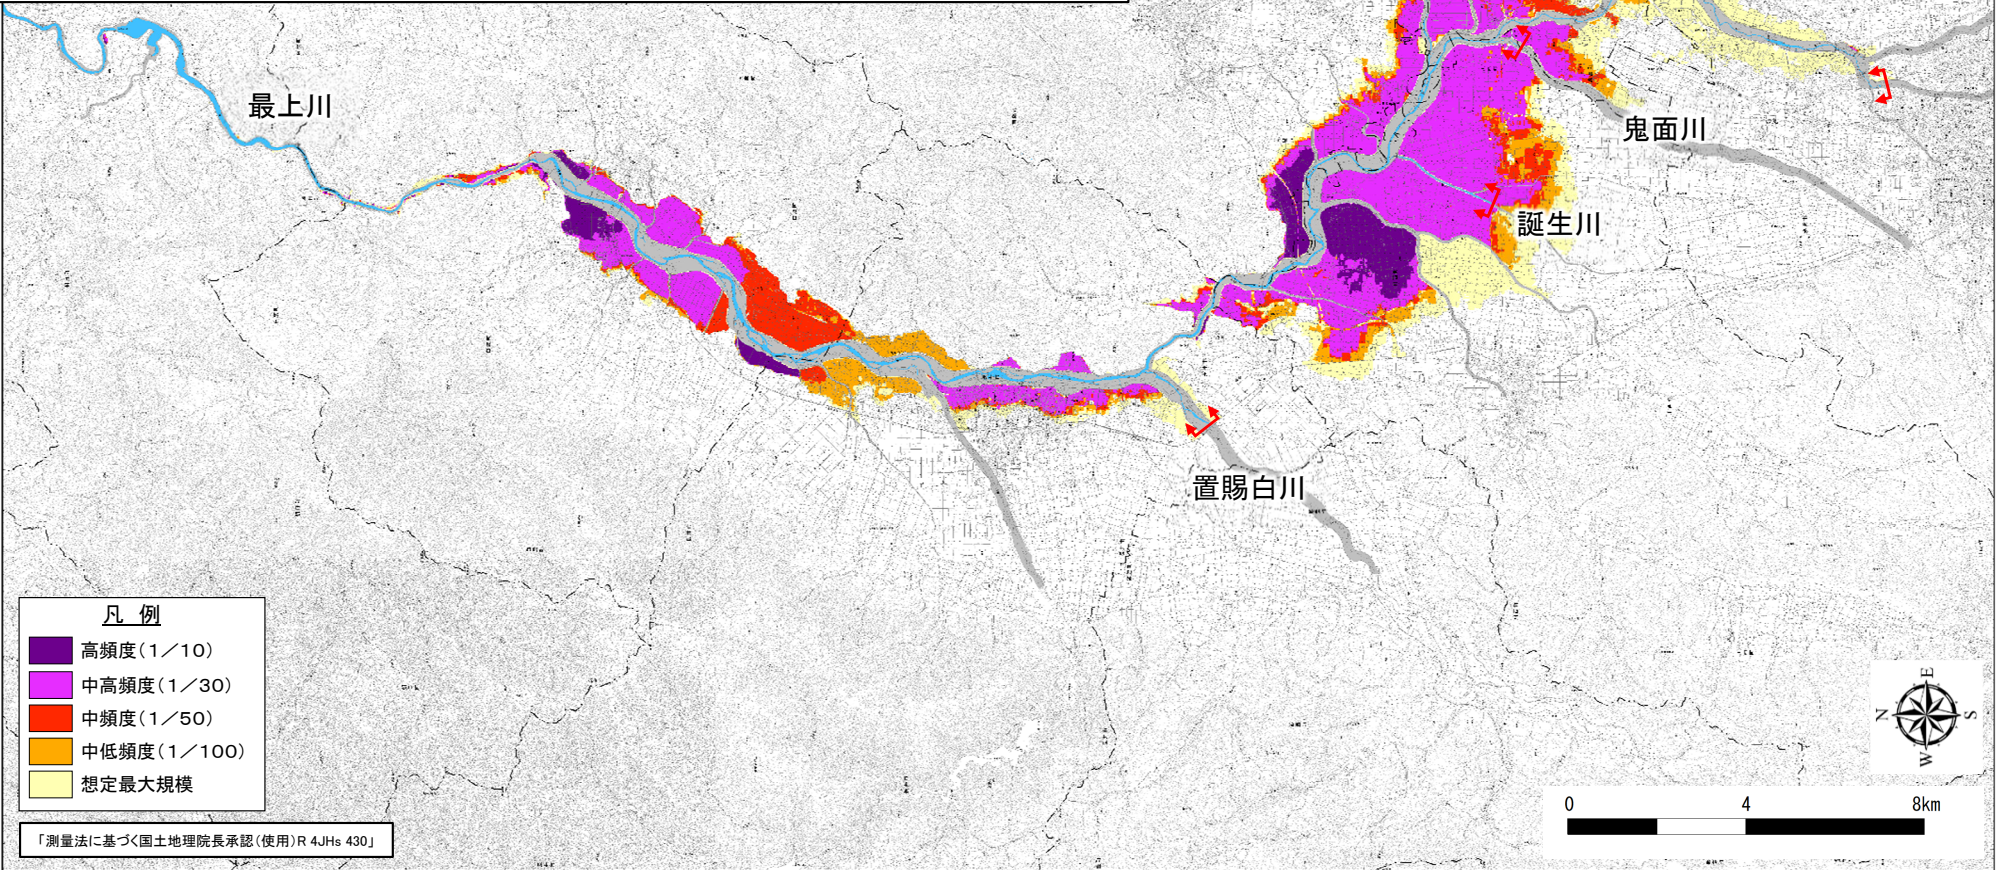 最上川
鬼面川
誕生川
置賜白川
凡 例
高頻度(1/10)
中高頻度(1/30)
中頻度(1/50)
中低頻度(1/100)
想定最大規模
「測量法に基づく国土地理院長承認(使用)R 4JHs 430」
E
N
S
W
0 4 8km